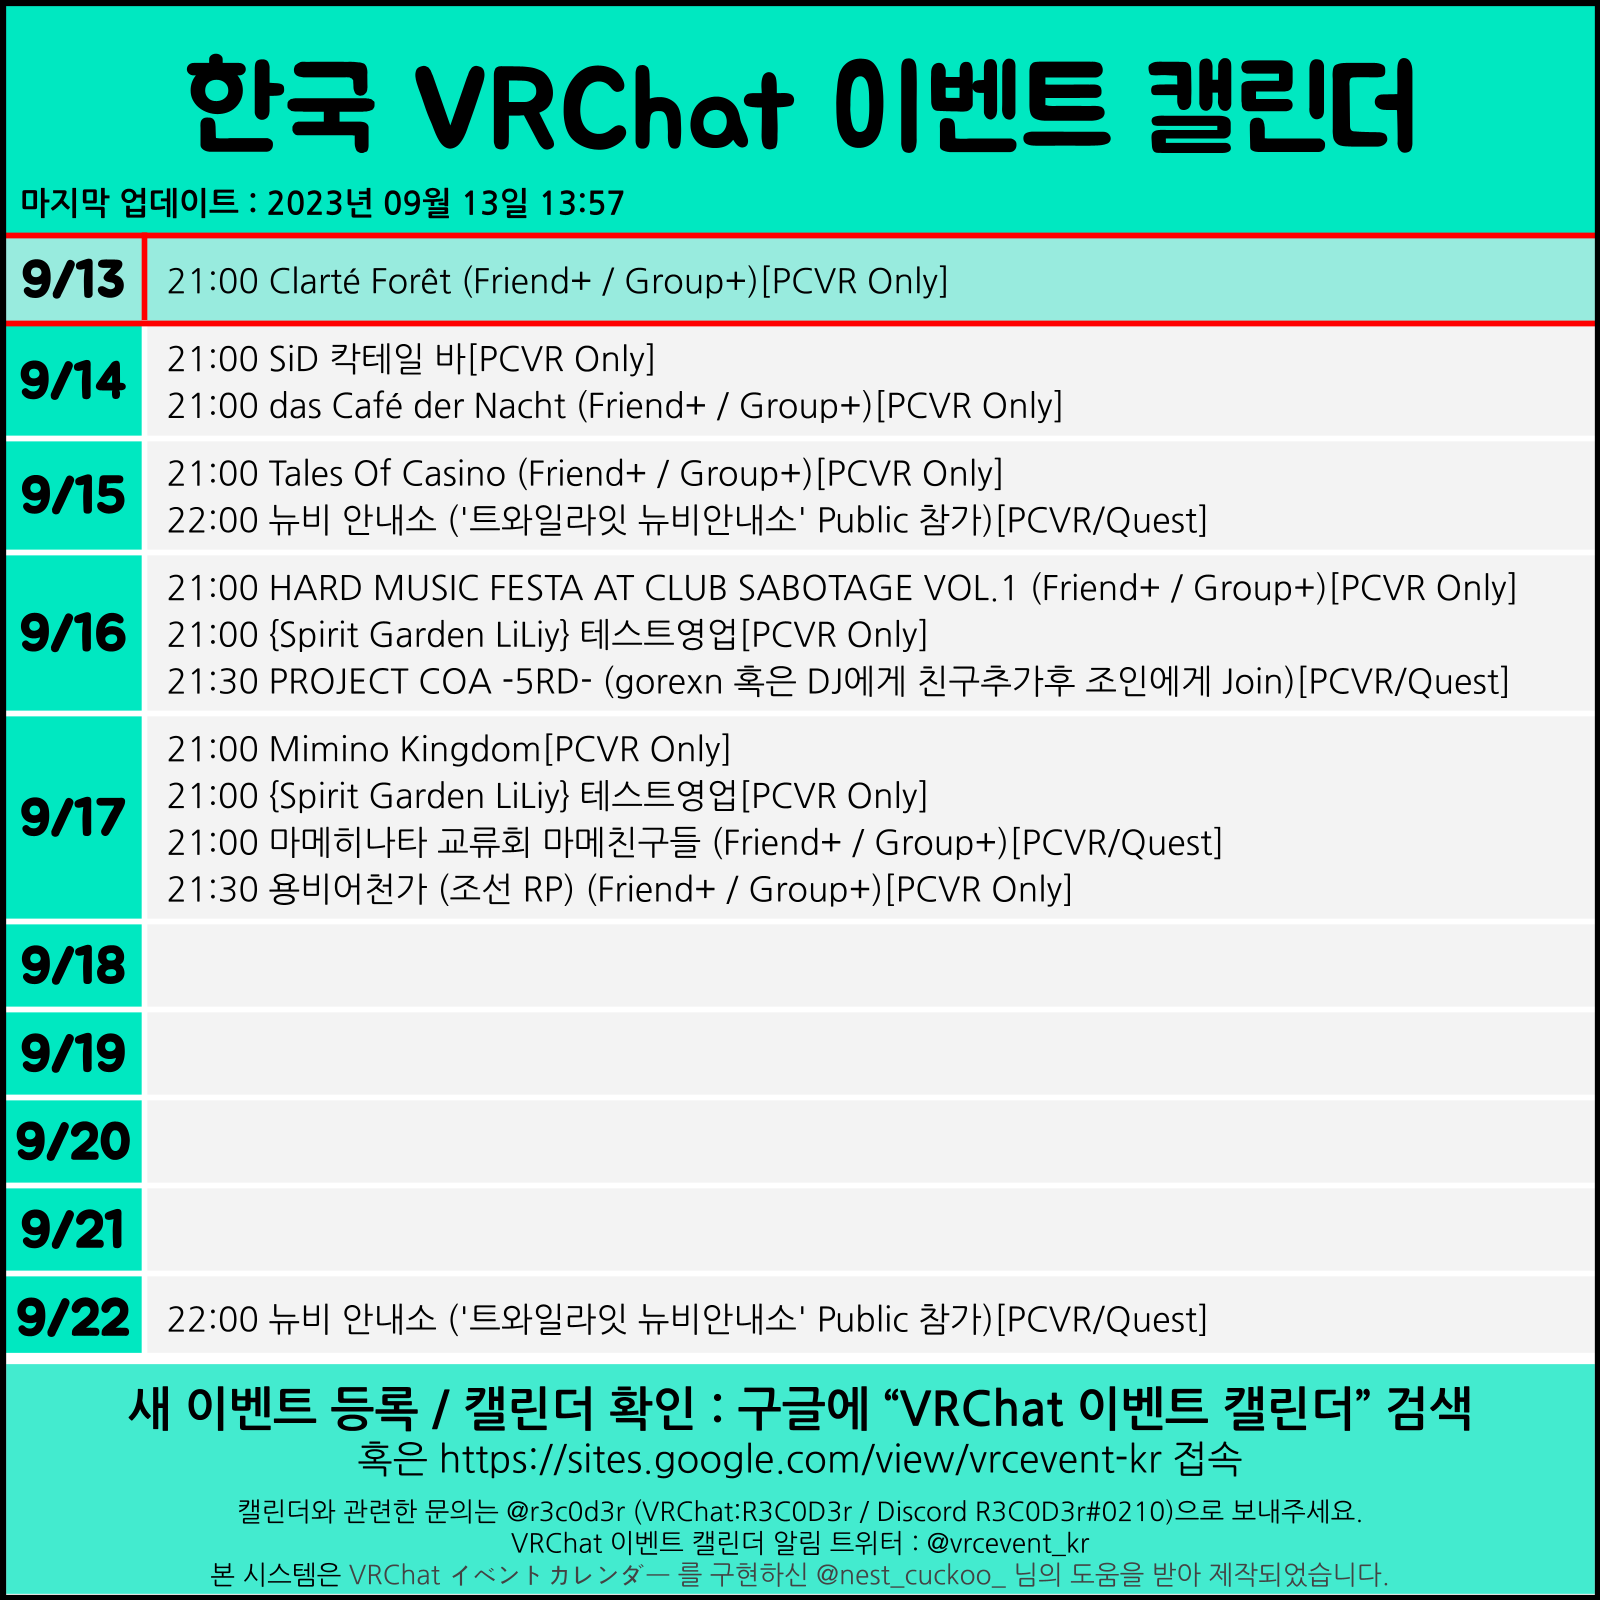 한국 VRChat 이벤트 캘린더
마지막 업데이트 : 2023년 09월 13일 13:57
9/13
21:00 Clarté Forêt (Friend+ / Group+)[PCVR Only]
9/14
21:00 SiD 칵테일 바[PCVR Only]
21:00 das Café der Nacht (Friend+ / Group+)[PCVR Only]
9/15
21:00 Tales Of Casino (Friend+ / Group+)[PCVR Only]
22:00 뉴비 안내소 ('트와일라잇 뉴비안내소' Public 참가)[PCVR/Quest]
9/16
21:00 HARD MUSIC FESTA AT CLUB SABOTAGE VOL.1 (Friend+ / Group+)[PCVR Only]
21:00 {Spirit Garden LiLiy} 테스트영업[PCVR Only]
21:30 PROJECT COA -5RD- (gorexn 혹은 DJ에게 친구추가후 조인에게 Join)[PCVR/Quest]
9/17
21:00 Mimino Kingdom[PCVR Only]
21:00 {Spirit Garden LiLiy} 테스트영업[PCVR Only]
21:00 마메히나타 교류회 마메친구들 (Friend+ / Group+)[PCVR/Quest]
21:30 용비어천가 (조선 RP) (Friend+ / Group+)[PCVR Only]
9/18
9/19
9/20
9/21
9/22
22:00 뉴비 안내소 ('트와일라잇 뉴비안내소' Public 참가)[PCVR/Quest]
새 이벤트 등록 / 캘린더 확인 : 구글에 “VRChat 이벤트 캘린더” 검색
혹은 https://sites.google.com/view/vrcevent-kr 접속
캘린더와 관련한 문의는 @r3c0d3r (VRChat:R3C0D3r / Discord R3C0D3r#0210)으로 보내주세요.
VRChat 이벤트 캘린더 알림 트위터 : @vrcevent_kr
본 시스템은 VRChat イベントカレンダー 를 구현하신 @nest_cuckoo_ 님의 도움을 받아 제작되었습니다.